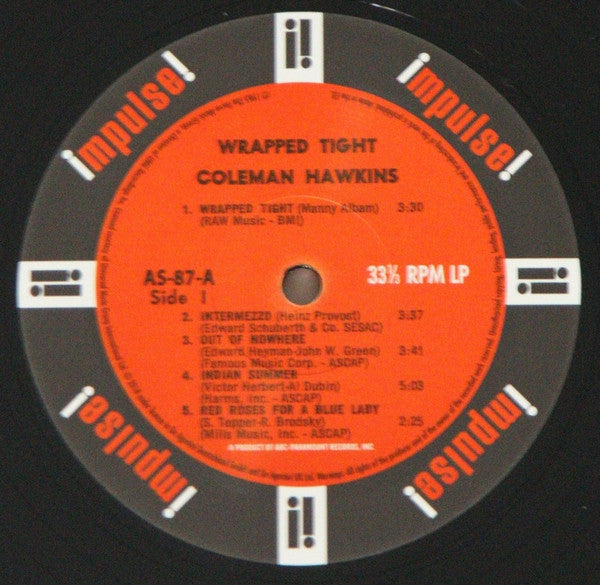 impulse!
i!
impulse!
WRAPPED TIGHT
COLEMAN HAWKINS
1. WRAPPED TIGHT (Manny Albam) 3:30
(RAW Music - BMI)
i!
AS-87-A
33⅓ RPM LP
i!
Side 1
2. INTERMEZZO (Heinz Provost) 3:37
(Edward Schuberth & Co. SESAC)
3. OUT OF NOWHERE
(Edward Heyman-John W. Green) 3:41
(Famous Music Corp. - ASCAP)
4. INDIAN SUMMER
(Victor Herbert-Al Dubin) 5:03
(Harms, Inc. - ASCAP)
5. RED ROSES FOR A BLUE LADY
(S. Tepper-R. Brodsky) 2:25
(Mills Music, Inc. - ASCAP)
A PRODUCT OF ABC-PARAMOUNT RECORDS, INC.
impulse!
i!
impulse!